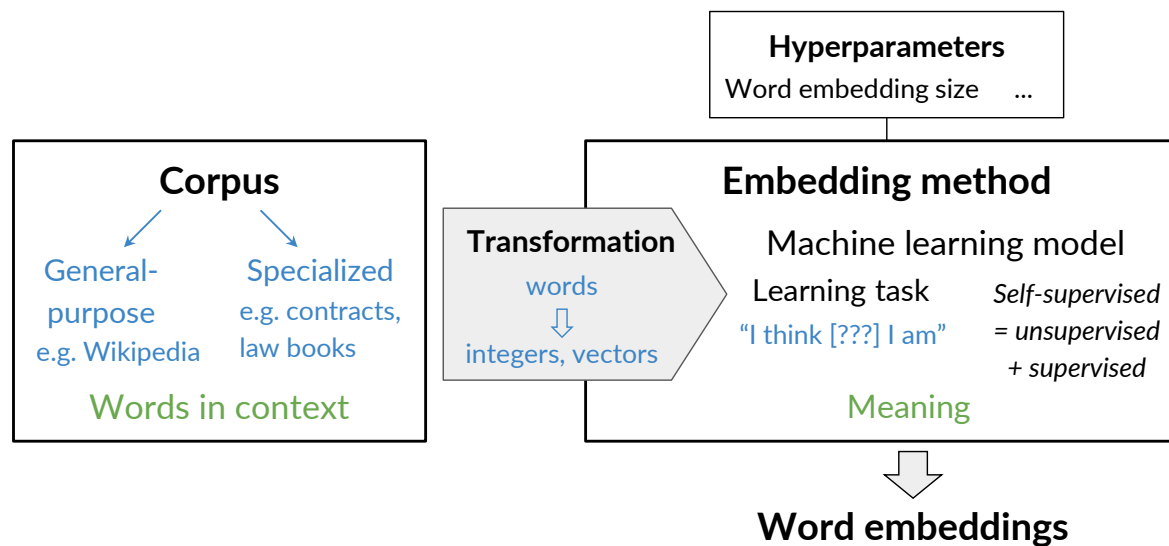 Hyperparameters
Word embedding size ...
Corpus
General-
purpose
e.g. Wikipedia
Specialized
e.g. contracts,
law books
Words in context
Transformation
words
integers, vectors
Embedding method
Machine learning model
Learning task
“I think [???] I am”
Self-supervised
= unsupervised
+ supervised
Meaning
Word embeddings